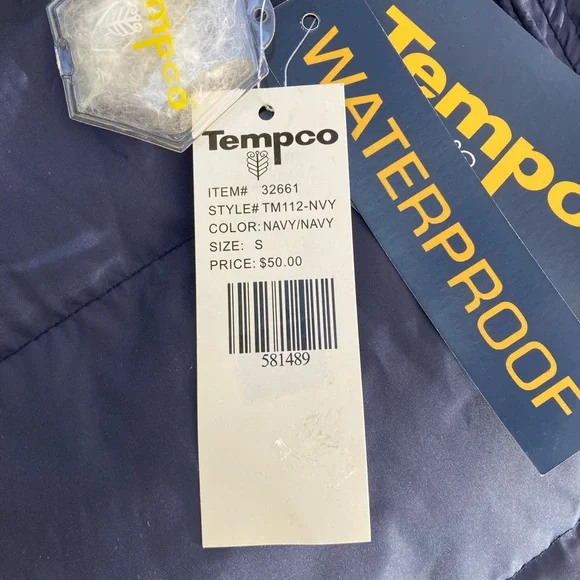 Tempco
Tempco
WATERPROOF
Tempco
ITEM# 32661
STYLE# TM112-NVY
COLOR: NAVY/NAVY
SIZE: S
PRICE: $50.00
581489